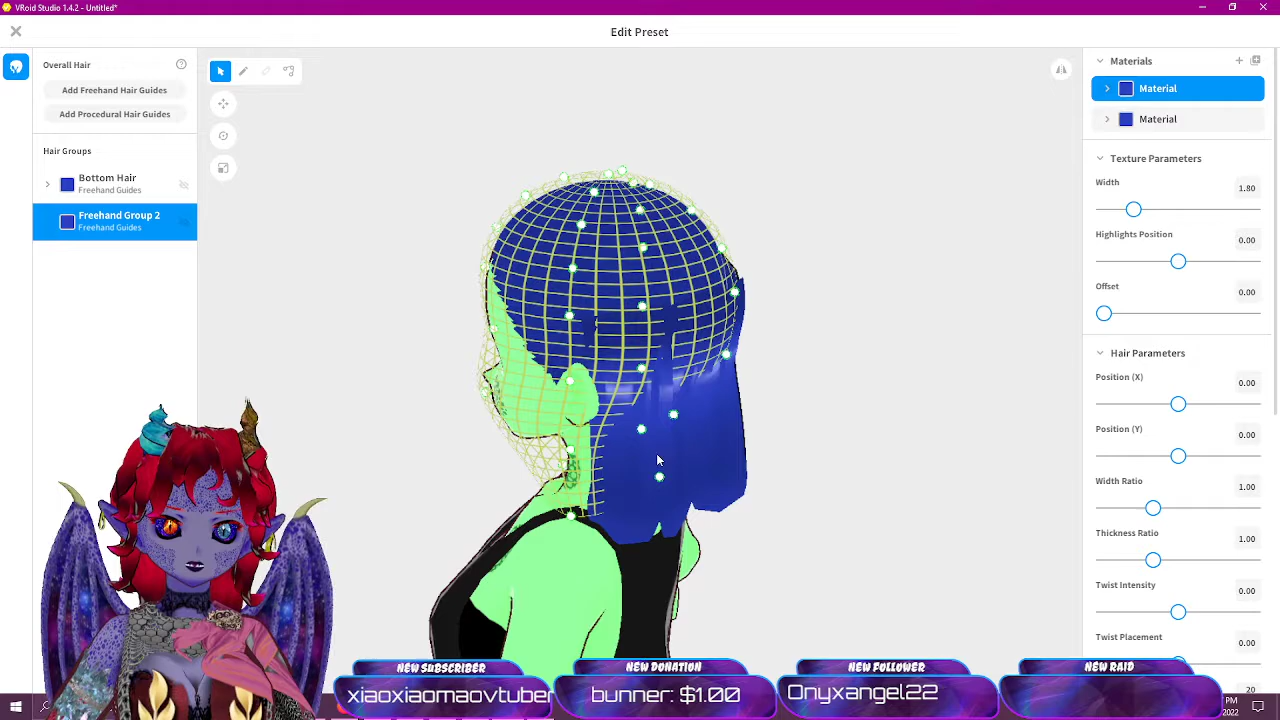 VRoid Studio 1.4.2 - Untitled*
Edit Preset
Overall Hair
Add Freehand Hair Guides
Add Procedural Hair Guides
Hair Groups
Bottom Hair
Freehand Guides
Freehand Group 2
Freehand Guides
Materials
Material
Material
Texture Parameters
Width
1.80
Highlights Position
0.00
Offset
0.00
Hair Parameters
Position (X)
0.00
Position (Y)
0.00
Width Ratio
1.00
Thickness Ratio
1.00
Twist Intensity
0.00
Twist Placement
0.00
20
NEW SUBSCRIBER
xiaoxiaomaovtuber
NEW DONATION
bunner: $1.00
NEW FOLLOWER
Onyxangel22
NEW RAID
PM